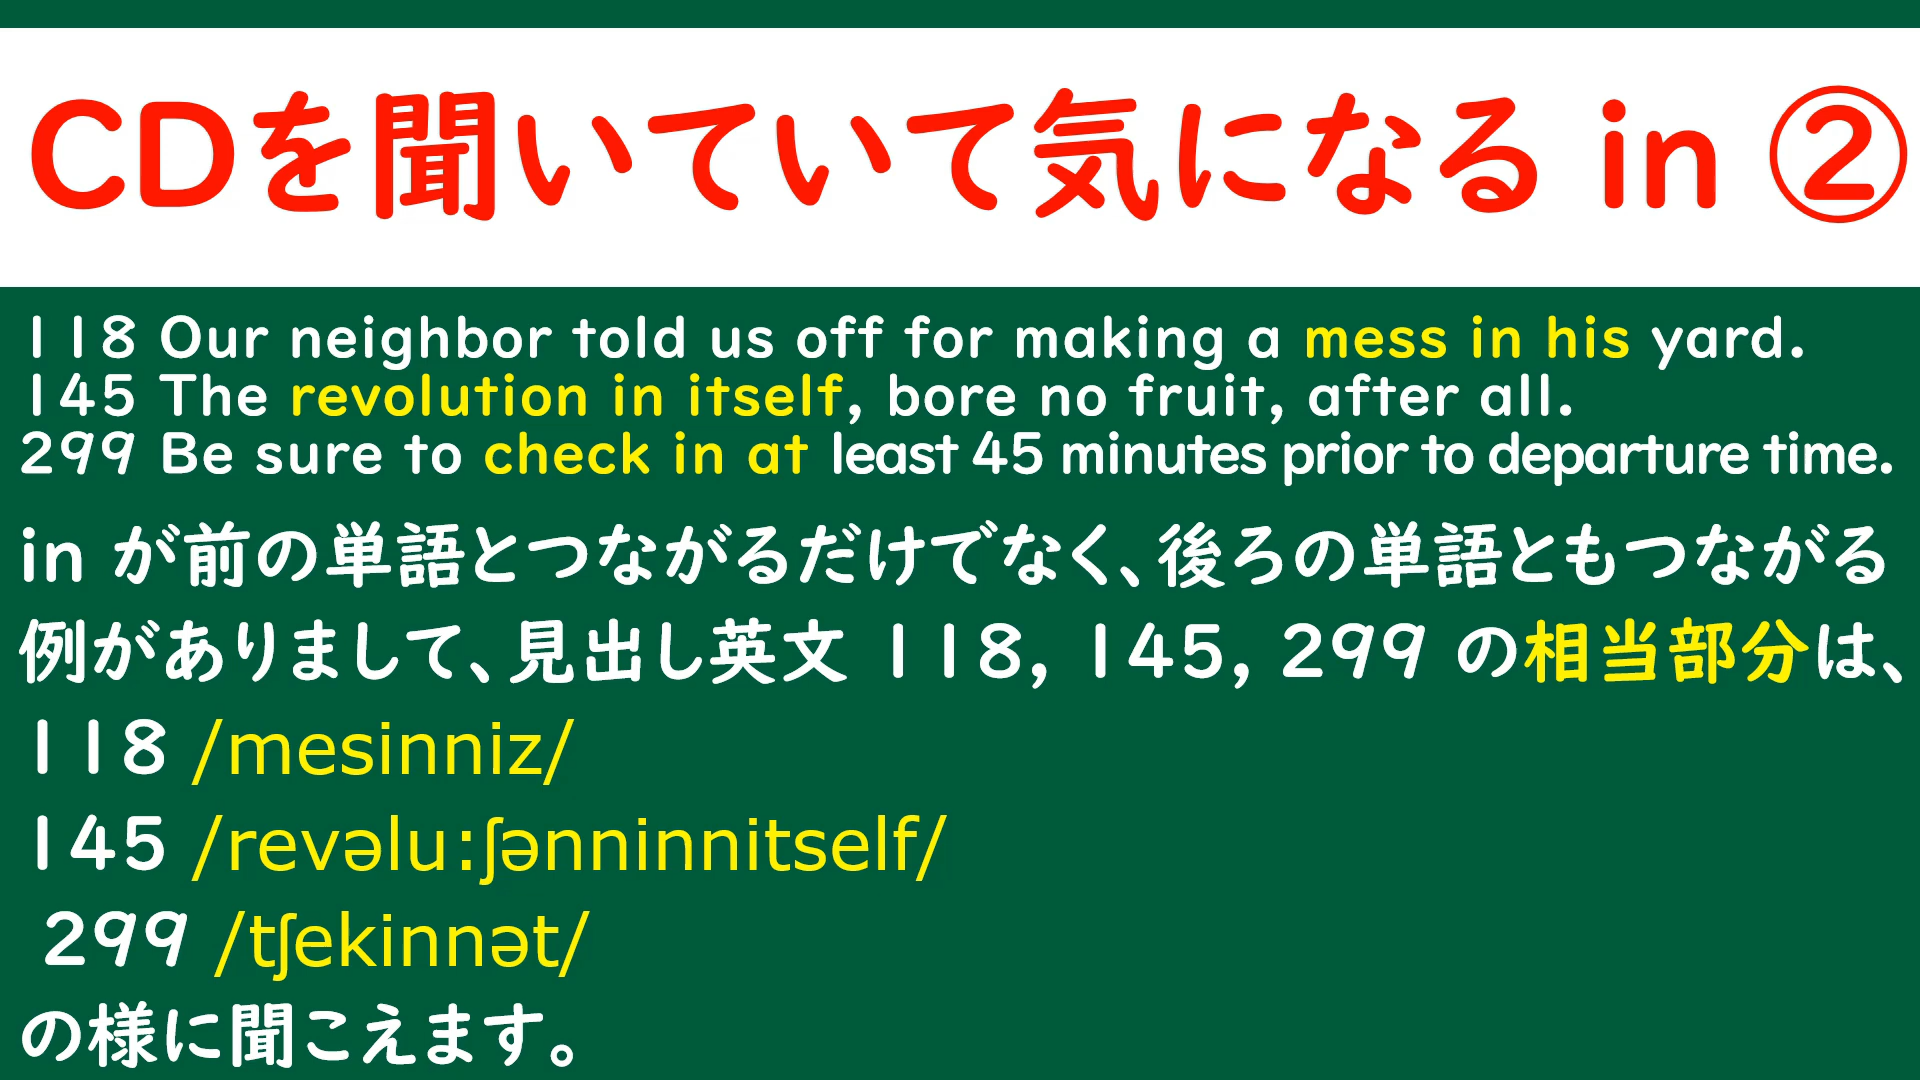 CDを聞いていて気になる in ②
118 Our neighbor told us off for making a mess in his yard.
145 The revolution in itself, bore no fruit, after all.
299 Be sure to check in at least 45 minutes prior to departure time.
in が前の単語とつながるだけでなく、後ろの単語ともつながる
例がありまして、見出し英文 118, 145, 299 の相当部分は、
118 /mesinniz/
145 /revəlu:ʃənninnitself/
299 /tʃekinnət/
の様に聞こえます。